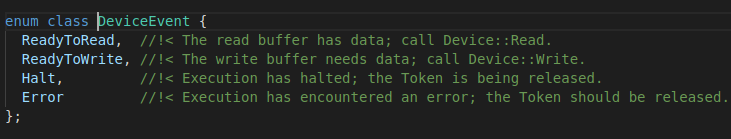 enum class DeviceEvent {
  ReadyToRead,  //!< The read buffer has data; call Device::Read.
  ReadyToWrite, //!< The write buffer needs data; call Device::Write.
  Halt,         //!< Execution has halted; the Token is being released.
  Error         //!< Execution has encountered an error; the Token should be released.
};